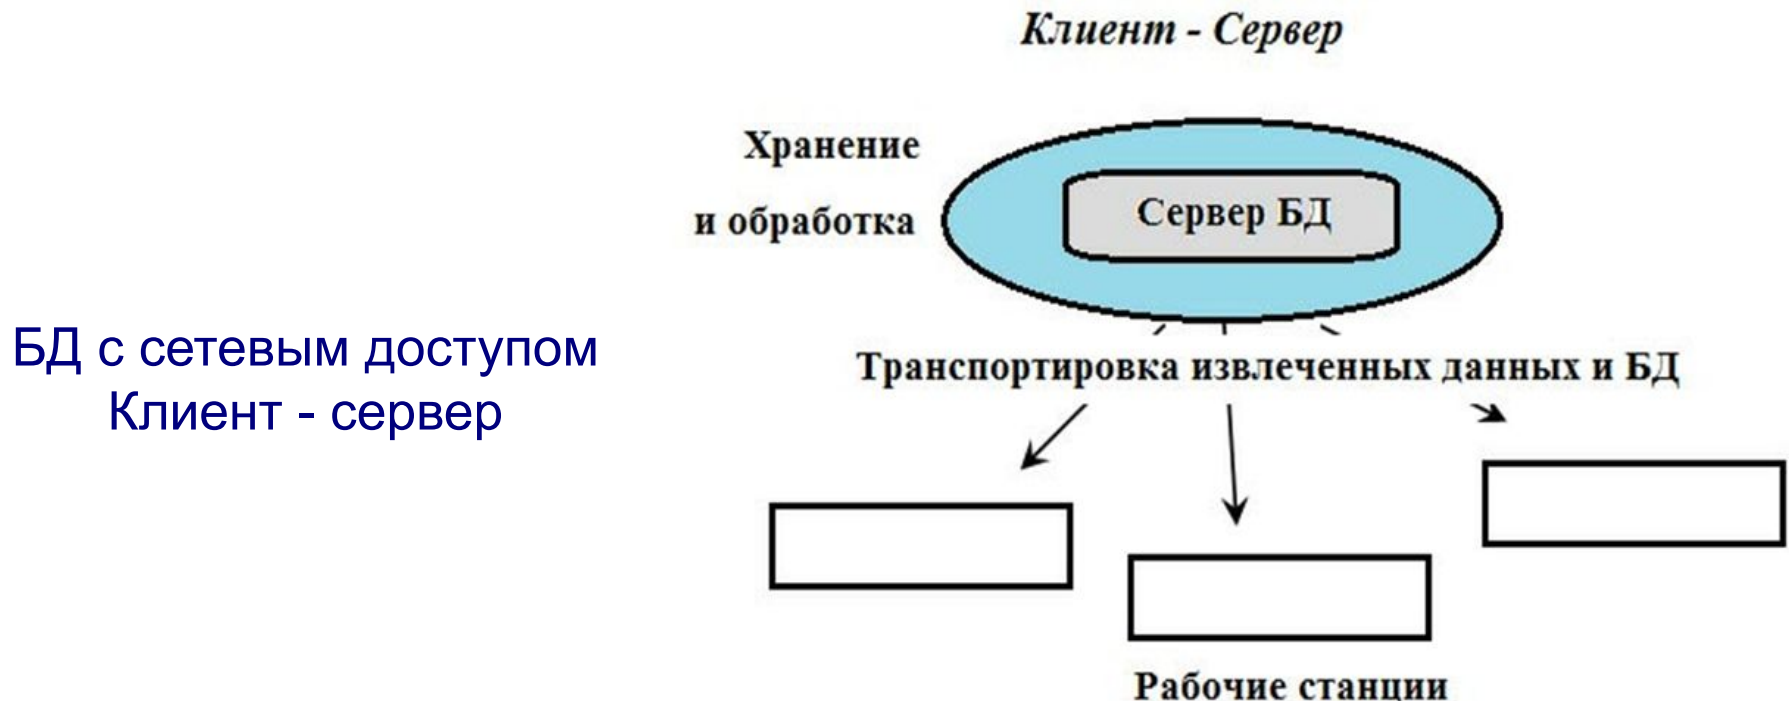 Клиент - Сервер
Хранение
и обработка
Сервер БД
БД с сетевым доступом
Клиент - сервер
Транспортировка извлеченных данных и БД
Рабочие станции